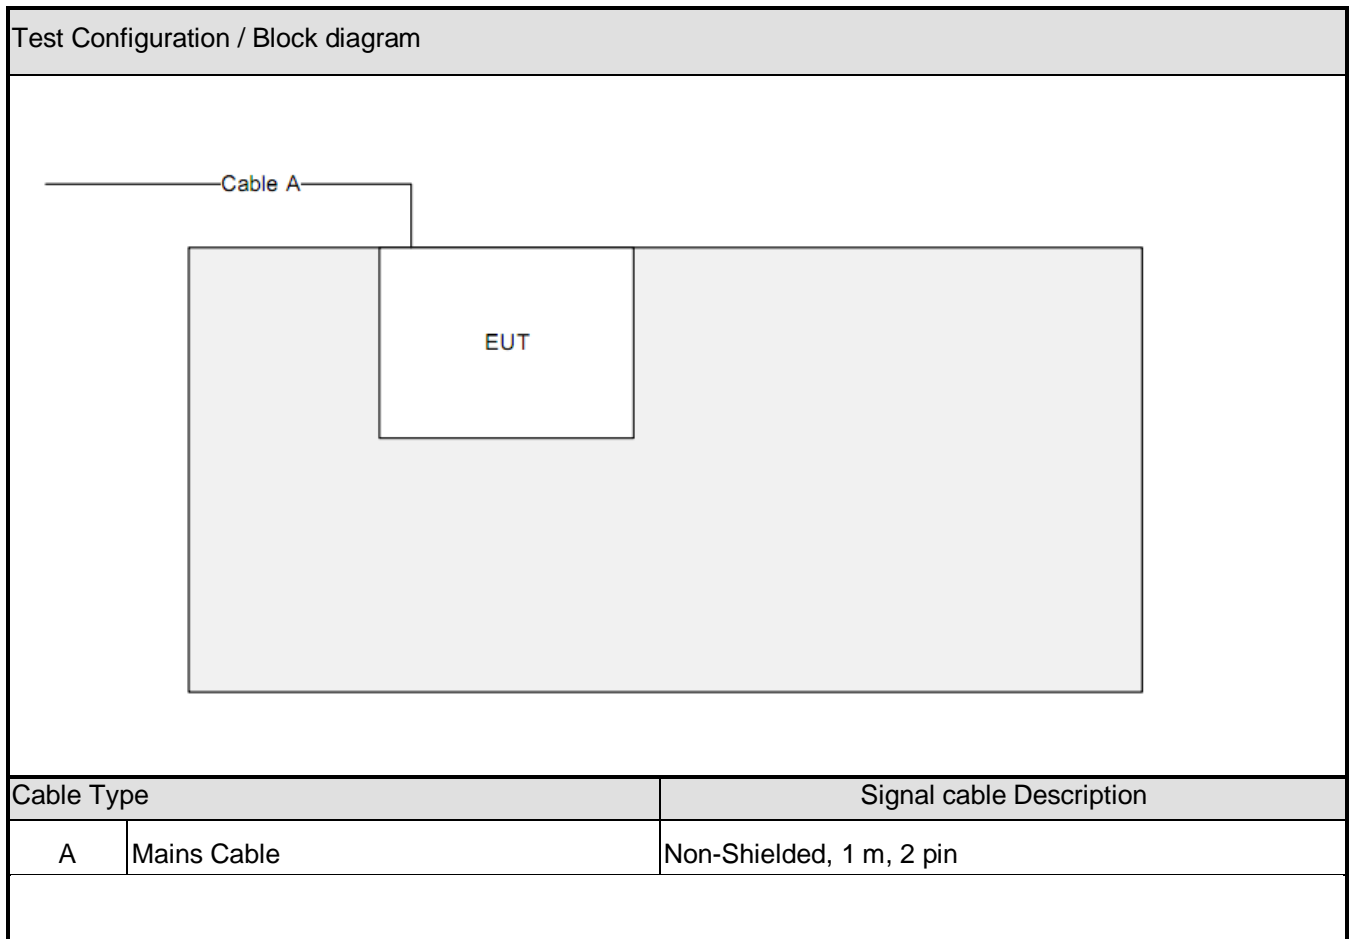 Test Configuration / Block diagram
Cable A
EUT
Cable Type Signal cable Description
A Mains Cable Non-Shielded, 1 m, 2 pin